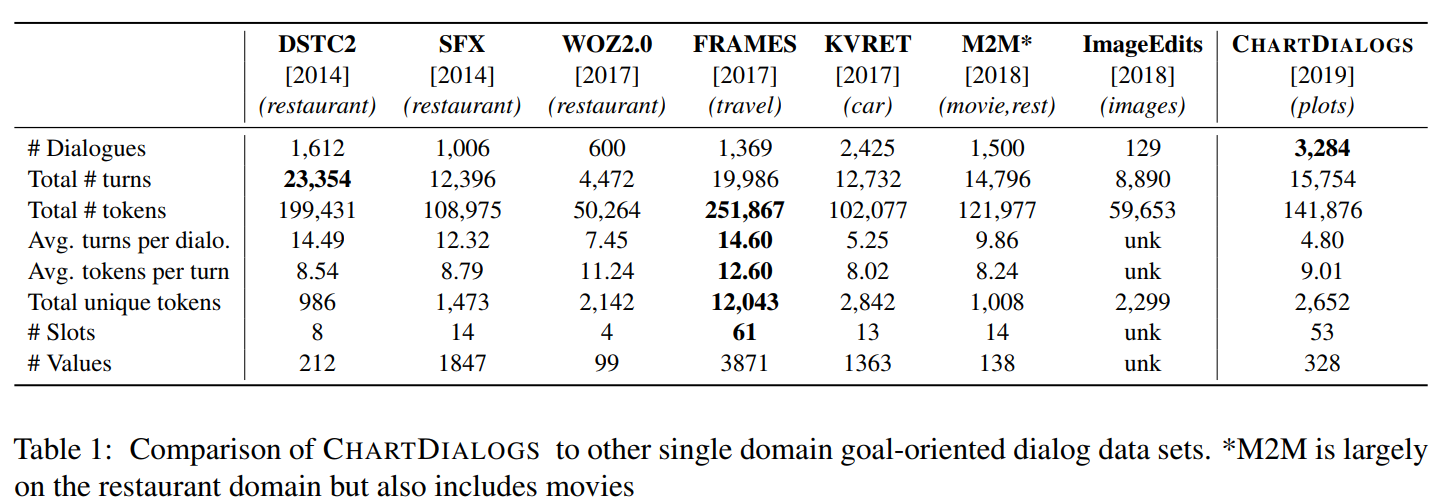 DSTC2 SFX WOZ2.0 FRAMES KVRET M2M* ImageEdits CHARTDIALOGS
[2014] [2014] [2017] [2017] [2017] [2018] [2018] [2019]
(restaurant) (restaurant) (restaurant) (travel) (car) (movie,rest) (images) (plots)
# Dialogues 1,612 1,006 600 1,369 2,425 1,500 129 3,284
Total # turns 23,354 12,396 4,472 19,986 12,732 14,796 8,890 15,754
Total # tokens 199,431 108,975 50,264 251,867 102,077 121,977 59,653 141,876
Avg. turns per dialo. 14.49 12.32 7.45 14.60 5.25 9.86 unk 4.80
Avg. tokens per turn 8.54 8.79 11.24 12.60 8.02 8.24 unk 9.01
Total unique tokens 986 1,473 2,142 12,043 2,842 1,008 2,299 2,652
# Slots 8 14 4 61 13 14 unk 53
# Values 212 1847 99 3871 1363 138 unk 328
Table 1: Comparison of CHARTDIALOGS to other single domain goal-oriented dialog data sets. *M2M is largely
on the restaurant domain but also includes movies